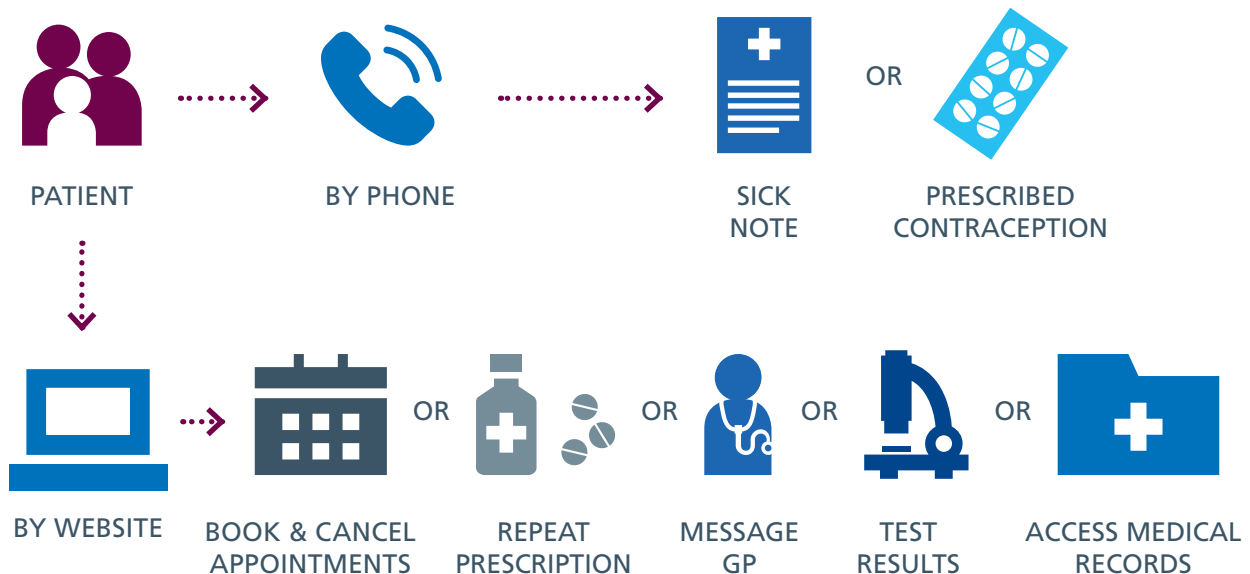 OR
PATIENT
BY PHONE
SICK
NOTE
PRESCRIBED
CONTRACEPTION
OR
OR
OR
OR
BY WEBSITE
BOOK & CANCEL
APPOINTMENTS
REPEAT
PRESCRIPTION
MESSAGE
GP
TEST
RESULTS
ACCESS MEDICAL
RECORDS